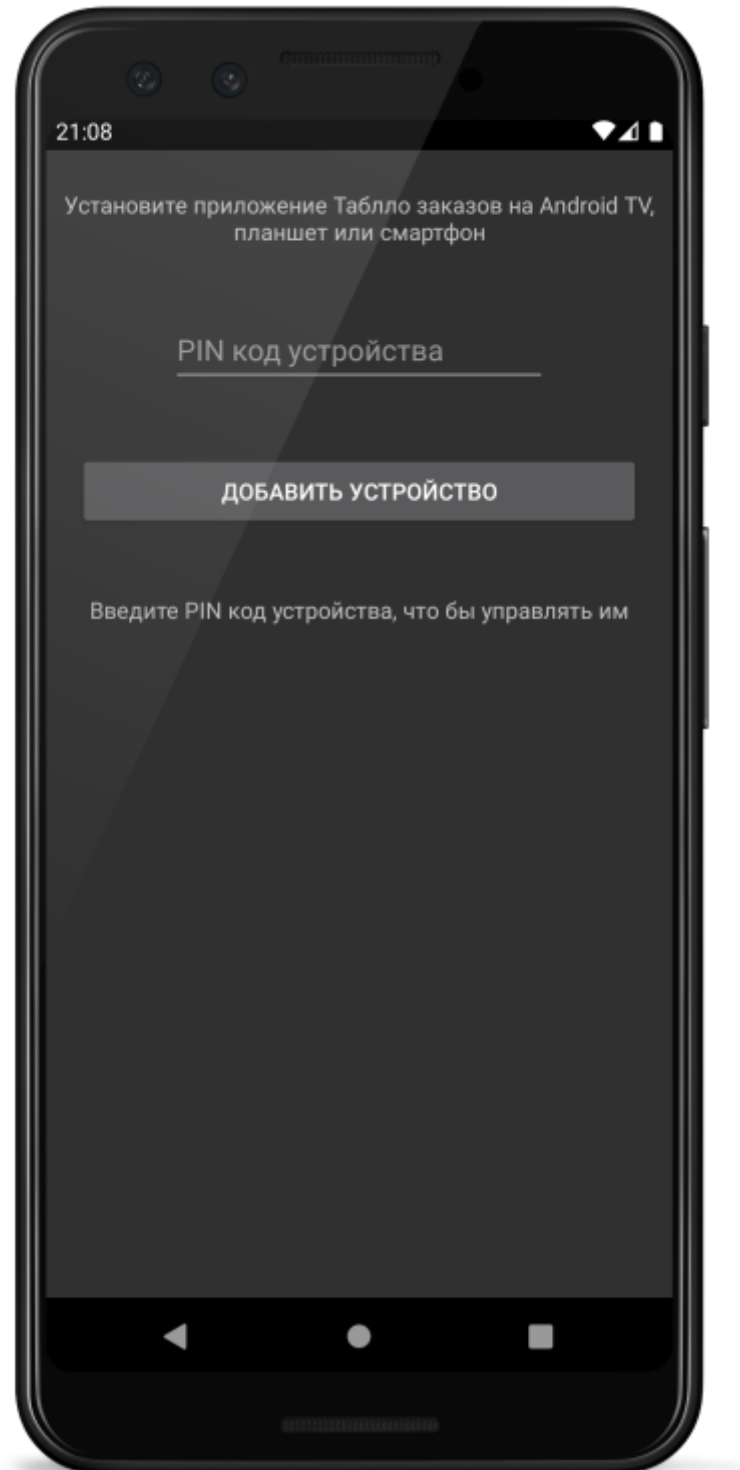 21:08
Установите приложение Таблло заказов на Android TV,
планшет или смартфон
PIN код устройства
ДОБАВИТЬ УСТРОЙСТВО
Введите PIN код устройства, что бы управлять им